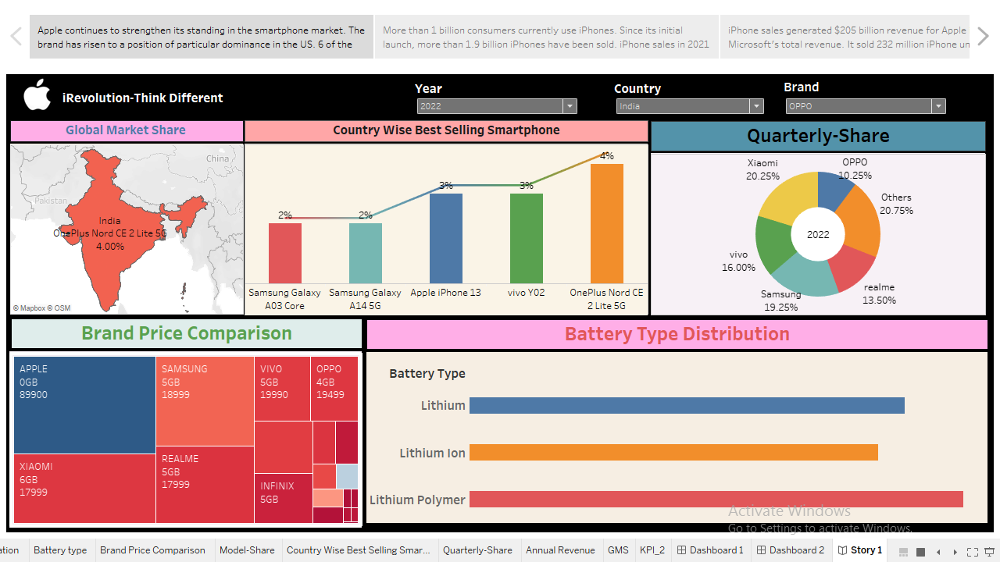 Apple continues to strengthen its standing in the smartphone market. The
brand has risen to a position of particular dominance in the US. 6 of the
More than 1 billion consumers currently use iPhones. Since its initial
launch, more than 1.9 billion iPhones have been sold. iPhone sales in 2021
iPhone sales generated $205 billion revenue for Apple
Microsoft's total revenue. It sold 232 million iPhone un
iRevolution-Think Different
Year
2022
Country
India
Brand
OPPO
Global Market Share
China
Pakistan
India
OnePlus Nord CE 2 Lite 5G
4.00%
© Mapbox © OSM
Country Wise Best Selling Smartphone
2%
2%
3%
3%
4%
Samsung Galaxy
A03 Core
Samsung Galaxy
A14 5G
Apple iPhone 13
vivo Y02
OnePlus Nord CE
2 Lite 5G
Quarterly-Share
Xiaomi
20.25%
OPPO
10.25%
Others
20.75%
2022
vivo
16.00%
Samsung
19.25%
realme
13.50%
Brand Price Comparison
APPLE
0GB
89900
SAMSUNG
5GB
18999
VIVO
5GB
19990
OPPO
4GB
19499
XIAOMI
6GB
17999
REALME
5GB
17999
INFINIX
5GB
Battery Type Distribution
Battery Type
Lithium
Lithium Ion
Lithium Polymer
Activate Windows
Go to Settings to activate Windows.
ation
Battery type
Brand Price Comparison
Model-Share
Country Wise Best Selling Smar...
Quarterly-Share
Annual Revenue
GMS
KPI_2
Dashboard 1
Dashboard 2
Story 1